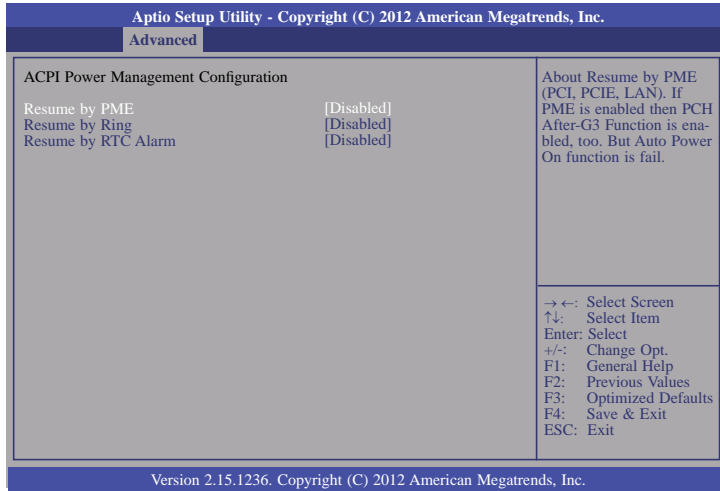 Aptio Setup Utility - Copyright (C) 2012 American Megatrends, Inc.
Advanced
ACPI Power Management Configuration
Resume by PME [Disabled]
Resume by Ring [Disabled]
Resume by RTC Alarm [Disabled]
About Resume by PME
(PCI, PCIE, LAN). If
PME is enabled then PCH
After-G3 Function is ena-
bled, too. But Auto Power
On function is fail.
→←: Select Screen
↑↓: Select Item
Enter: Select
+/-: Change Opt.
F1: General Help
F2: Previous Values
F3: Optimized Defaults
F4: Save & Exit
ESC: Exit
Version 2.15.1236. Copyright (C) 2012 American Megatrends, Inc.